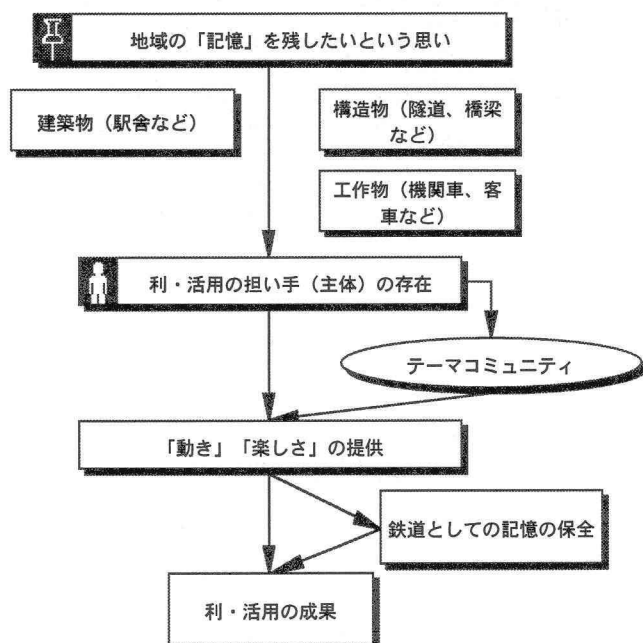 地域の「記憶」を残したいという思い
建築物（駅舎など）
構造物（隧道、橋梁
など）
工作物（機関車、客
車など）
利・活用の担い手（主体）の存在
テーマコミュニティ
「動き」「楽しさ」の提供
鉄道としての記憶の保全
利・活用の成果